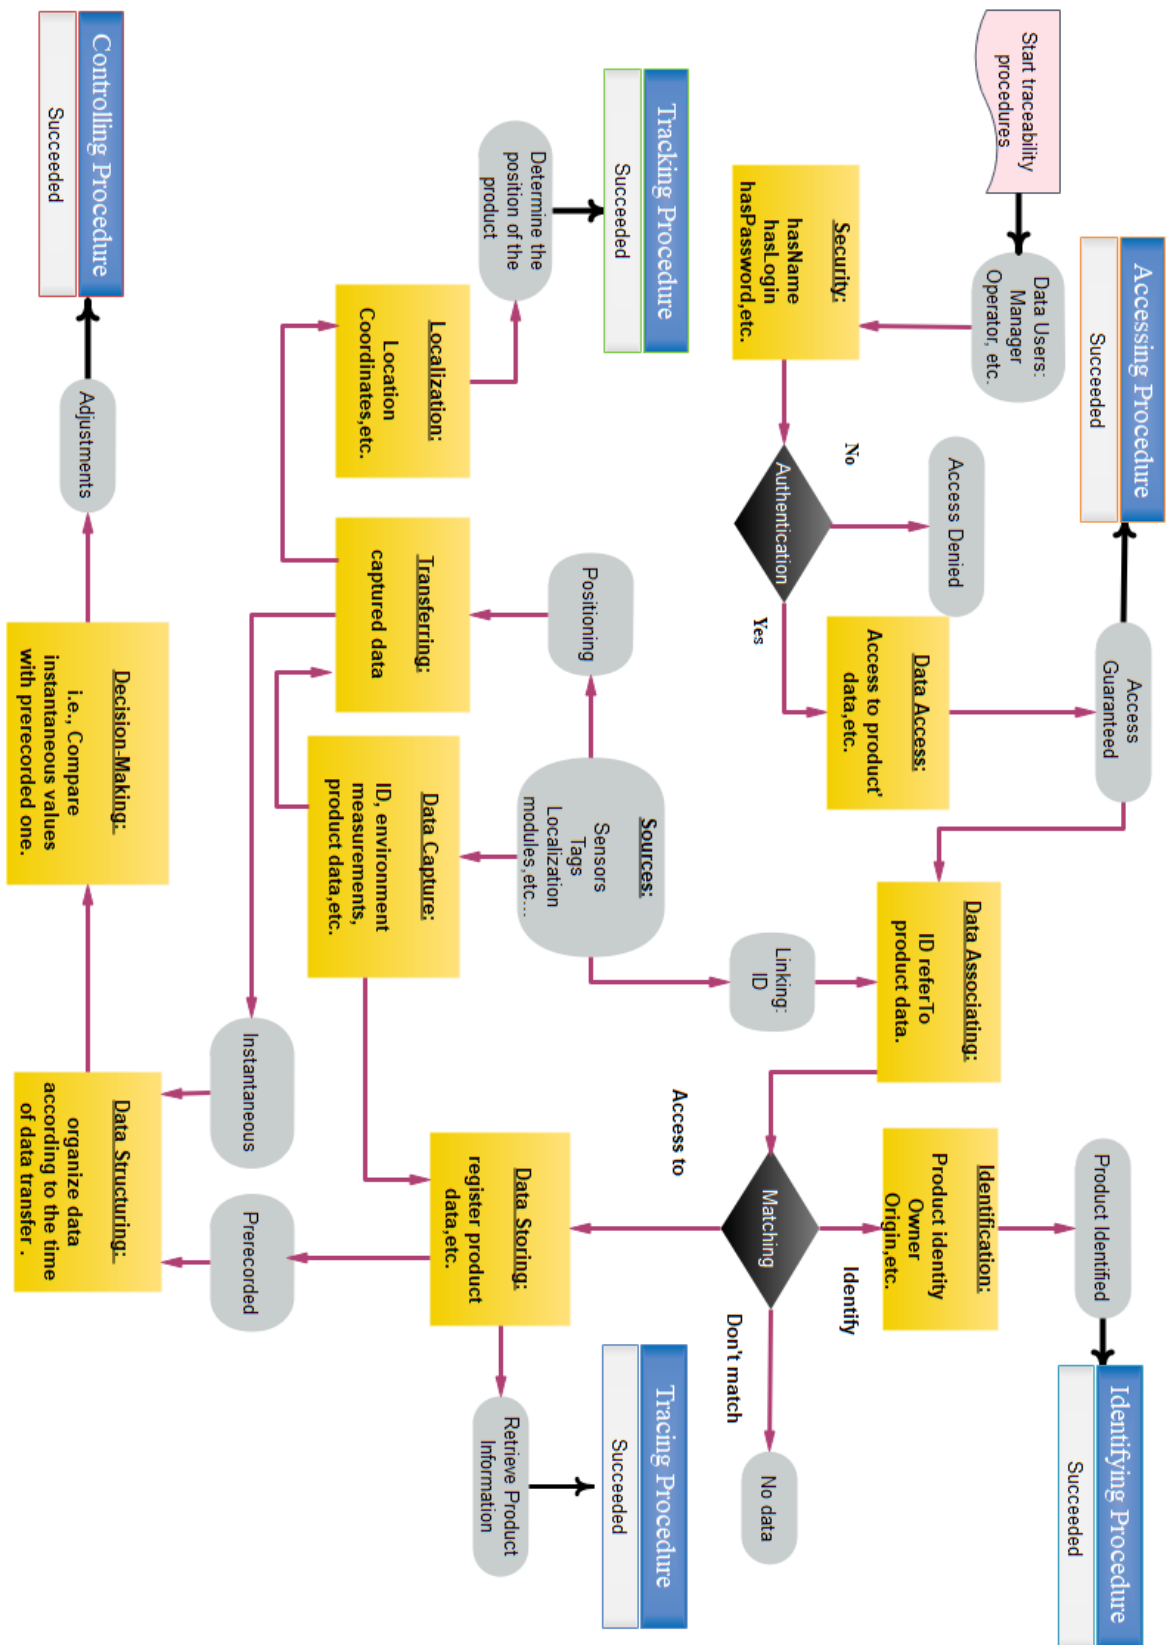 Start traceability
procedures
Data Users:
Manager
Operator, etc.
Accessing Procedure
Succeeded
Security:
hasName
hasLogin
hasPassword,etc.
No
Authentication
Yes
Access Denied
Data Access:
Access to product'
data,etc.
Access
Guaranteed
Data Associating:
ID referTo
product data.
Linking:
ID
Access to
Matching
Identify
Don't match
Identification:
Product identity
Owner
Origin,etc.
Product Identified
Identifying Procedure
Succeeded
No data
Tracking Procedure
Succeeded
Determine the
position of the
product
Localization:
Location
Coordinates,etc.
Transferring:
captured data
Positioning
Sources:
Sensors
Tags
Localization
modules,etc...
Data Capture:
ID, environment
measurements,
product data,etc.
Data Storing:
register product
data,etc.
Retrieve Product
Information
Tracing Procedure
Succeeded
Controlling Procedure
Succeeded
Adjustments
Decision-Making:
i.e., Compare
instantaneous values
with prerecorded one.
Instantaneous
Prerecorded
Data Structuring:
organize data
according to the time
of data transfer .